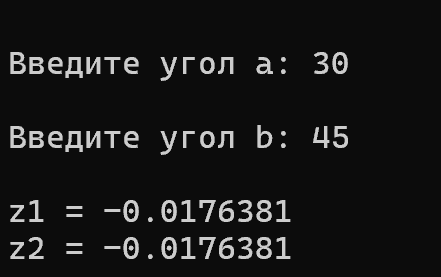 Введите угол a: 30
Введите угол b: 45
z1 = -0.0176381
z2 = -0.0176381